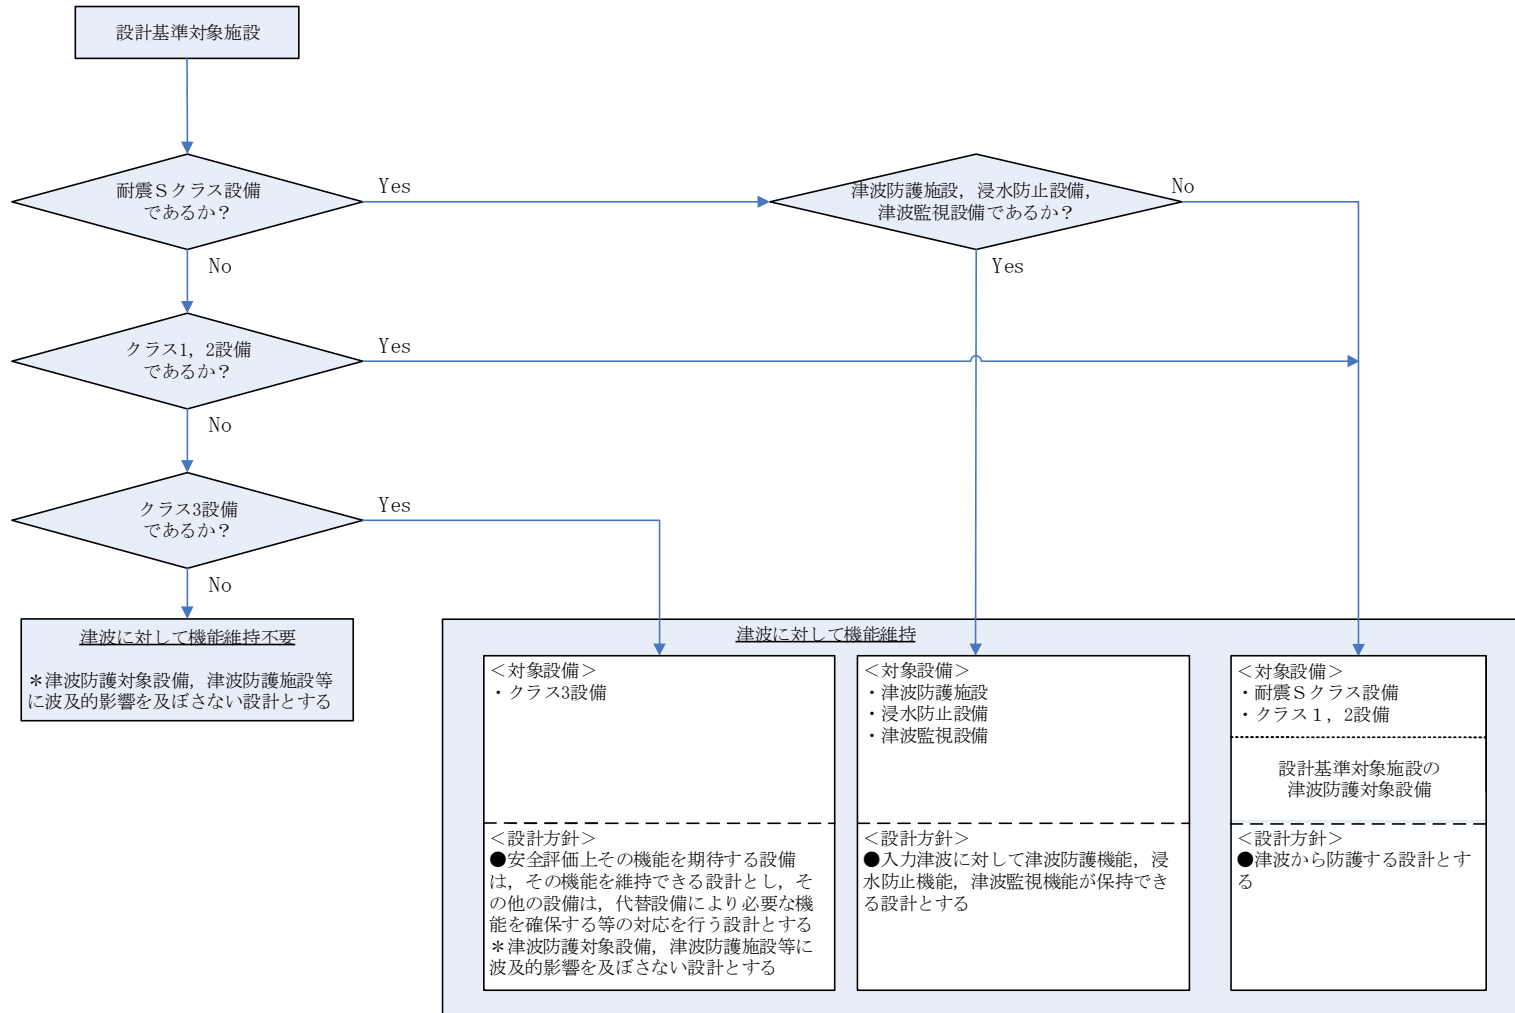 設計基準対象施設
耐震Ｓクラス設備
であるか？
Yes
No
津波防護施設，浸水防止設備，
津波監視設備であるか？
No
Yes
クラス1，2設備
であるか？
Yes
No
クラス3設備
であるか？
Yes
No
津波に対して機能維持不要
＊津波防護対象設備，津波防護施設等
に波及的影響を及ぼさない設計とする
津波に対して機能維持
＜対象設備＞
・クラス3設備
＜設計方針＞
●安全評価上その機能を期待する設備
は，その機能を維持できる設計とし，そ
の他の設備は，代替設備により必要な機
能を確保する等の対応を行う設計とする
＊津波防護対象設備，津波防護施設等に
波及的影響を及ぼさない設計とする
＜対象設備＞
・津波防護施設
・浸水防止設備
・津波監視設備
＜設計方針＞
●入力津波に対して津波防護機能，浸
水防止機能，津波監視機能が保持でき
る設計とする
＜対象設備＞
・耐震Ｓクラス設備
・クラス１，2設備
設計基準対象施設の
津波防護対象設備
＜設計方針＞
●津波から防護する設計とす
る